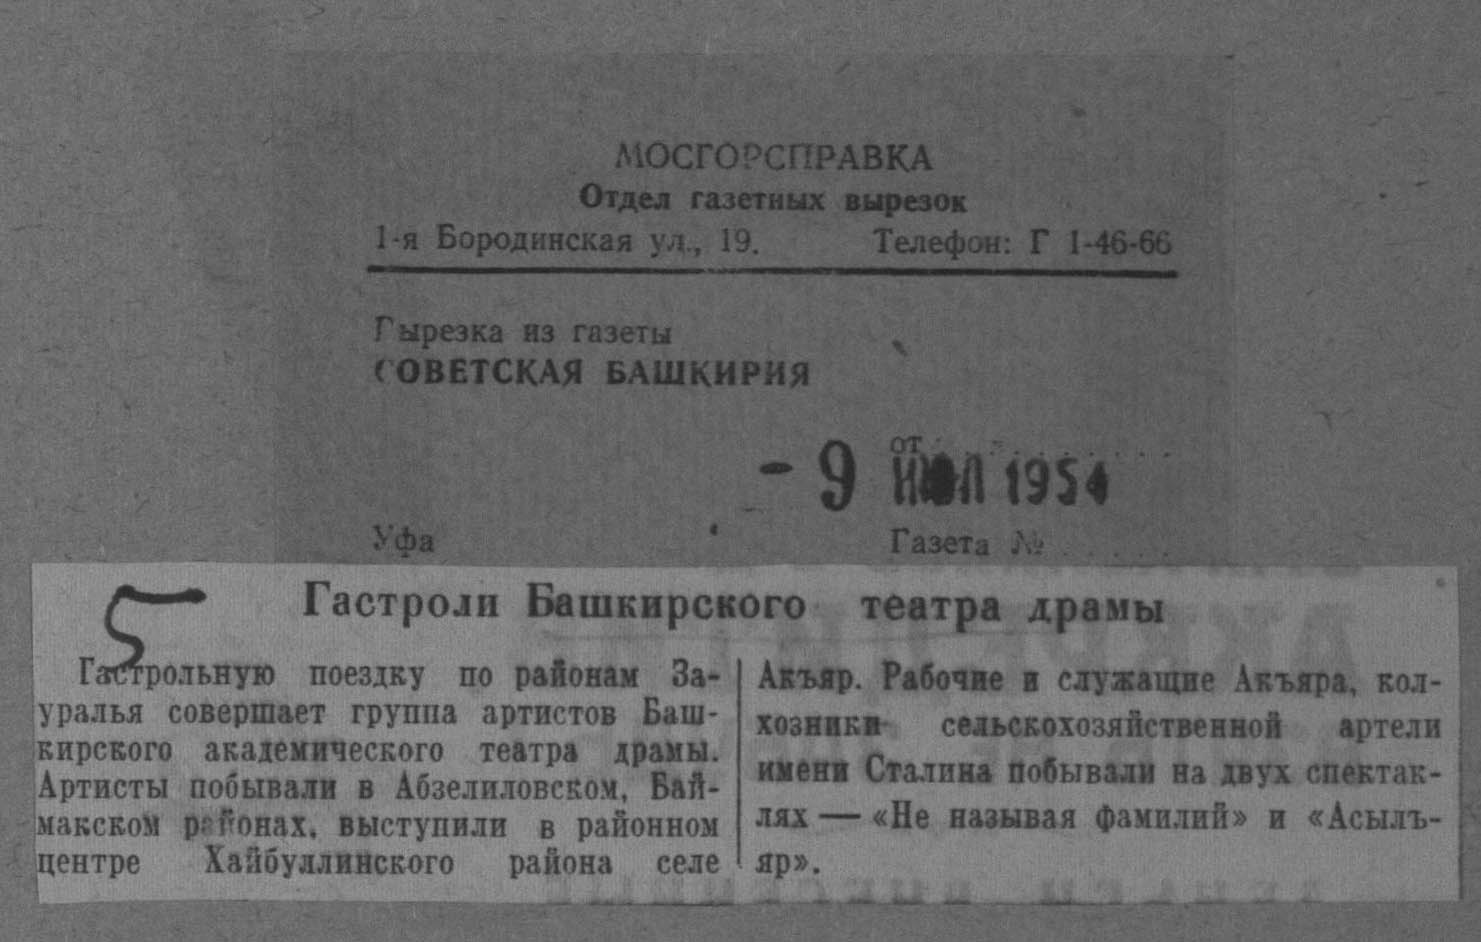 МОСГОРСПРАВКА
Отдел газетных вырезок
1-я Бородинская ул., 19. Телефон: Г 1-46-66
Вырезка из газеты
СОВЕТСКАЯ БАШКИРИЯ
от
- 9 ИЮЛ 1954
Уфа Газета №
5
Гастроли Башкирского театра драмы
Гастрольную поездку по районам За-
уралья совершает группа артистов Баш-
кирского академического театра драмы.
Артисты побывали в Абзелиловском, Бай-
макском районах, выступили в районном
центре Хайбуллинского района селе
Акъяр. Рабочие и служащие Акъяра, кол-
хозники сельскохозяйственной артели
имени Сталина побывали на двух спектак-
лях — «Не называя фамилий» и «Асылъ-
яр».